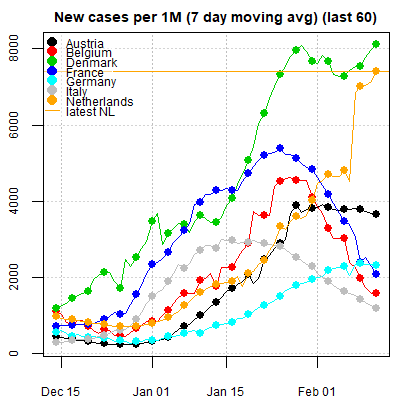 New cases per 1M (7 day moving avg) (last 60)
8000
6000
4000
2000
0
Austria
Belgium
Denmark
France
Germany
Italy
Netherlands
latest NL
Dec 15
Jan 01
Jan 15
Feb 01